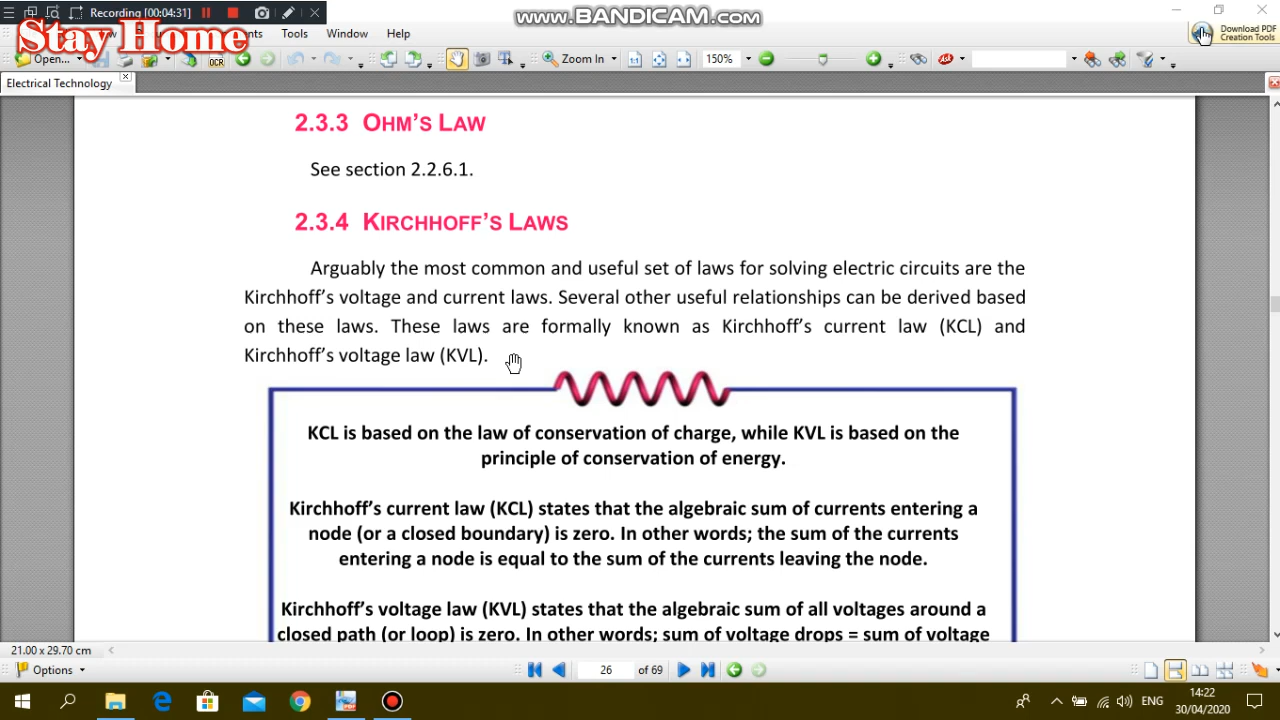 Recording [00:04:31]
www.BANDICAM.com
Stay Home
Tools Window Help
Download PDF
Creation Tools
Open...
OCR
Zoom In
150%
Electrical Technology
2.3.3 OHM'S LAW
See section 2.2.6.1.
2.3.4 KIRCHHOFF'S LAWS
Arguably the most common and useful set of laws for solving electric circuits are the
Kirchhoff's voltage and current laws. Several other useful relationships can be derived based
on these laws. These laws are formally known as Kirchhoff's current law (KCL) and
Kirchhoff's voltage law (KVL).
KCL is based on the law of conservation of charge, while KVL is based on the
principle of conservation of energy.
Kirchhoff's current law (KCL) states that the algebraic sum of currents entering a
node (or a closed boundary) is zero. In other words; the sum of the currents
entering a node is equal to the sum of the currents leaving the node.
Kirchhoff's voltage law (KVL) states that the algebraic sum of all voltages around a
closed path (or loop) is zero. In other words; sum of voltage drops = sum of voltage
21.00 x 29.70 cm
Options
26 of 69
ENG
14:22
30/04/2020